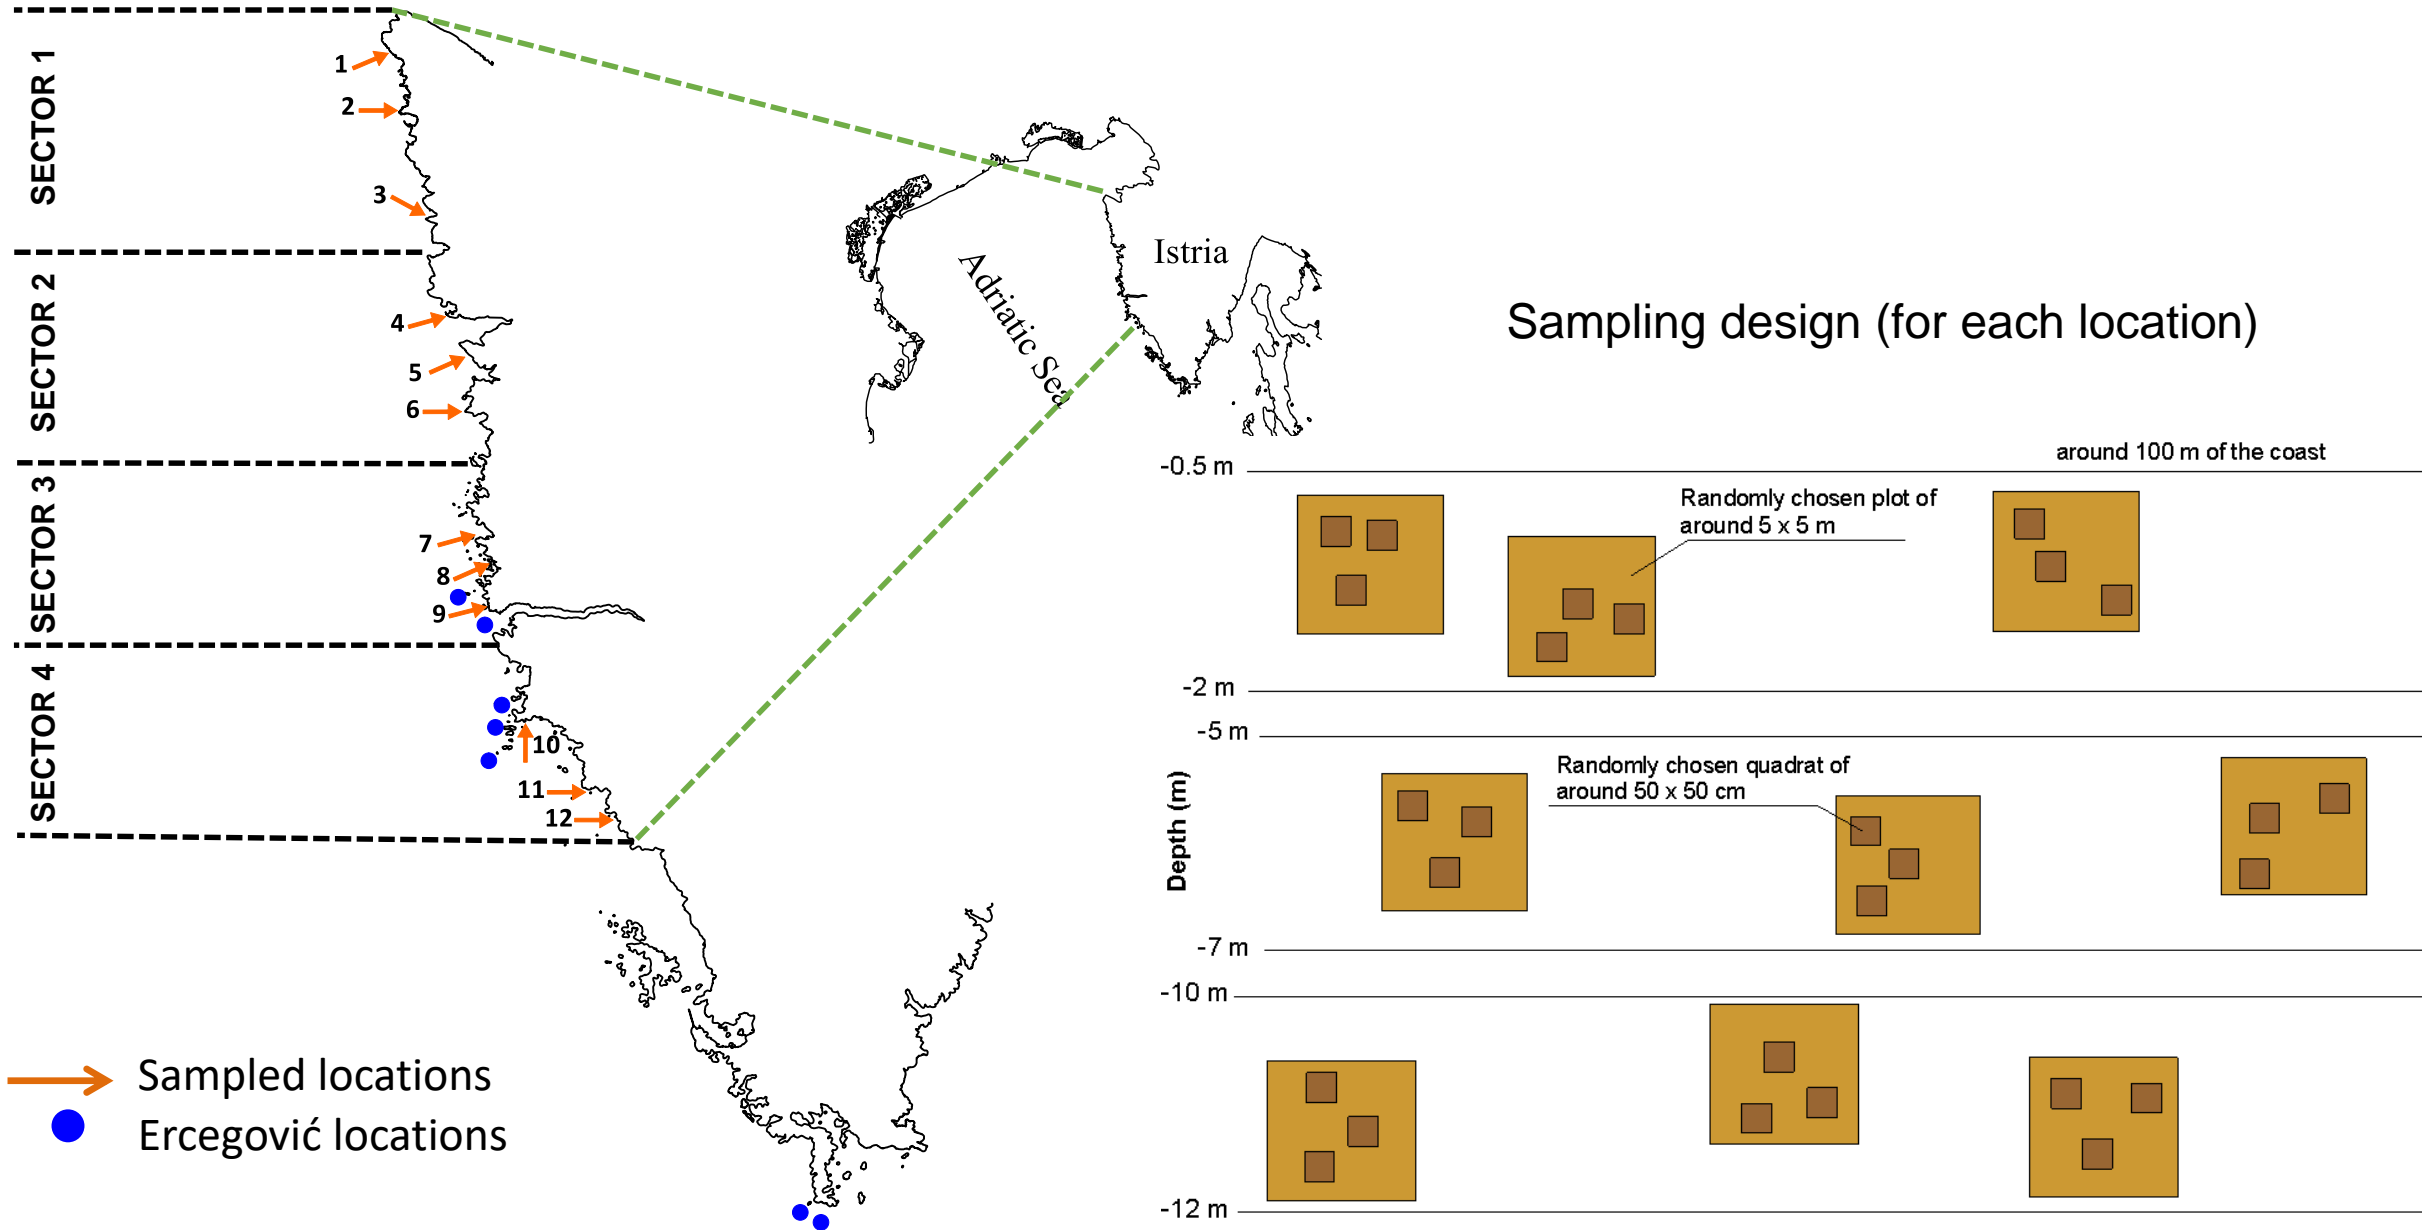 SECTOR 1
SECTOR 2
SECTOR 3
SECTOR 4
1
2
3
4
5
6
7
8
9
10
11
12
Sampled locations
Ercegović locations
Istria
Adriatic Sea
Sampling design (for each location)
around 100 m of the coast
-0.5 m
Randomly chosen plot of
around 5 x 5 m
-2 m
-5 m
Randomly chosen quadrat of
around 50 x 50 cm
Depth (m)
-7 m
-10 m
-12 m